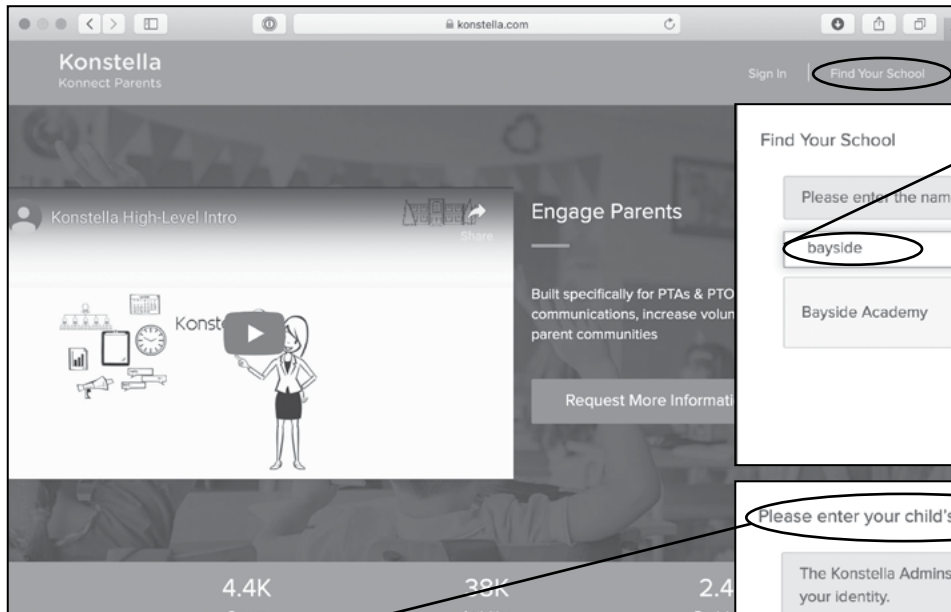 konstella.com
Konstella
Konnect Parents
Sign In
Find Your School
Konstella High-Level Intro
Share
Engage Parents
Built specifically for PTAs & PTO
communications, increase volun
parent communities
Request More Informati
Find Your School
Please enter the nam
bayside
Bayside Academy
Please enter your child's
The Konstella Admins
your identity.
4.4K
38K
2.4